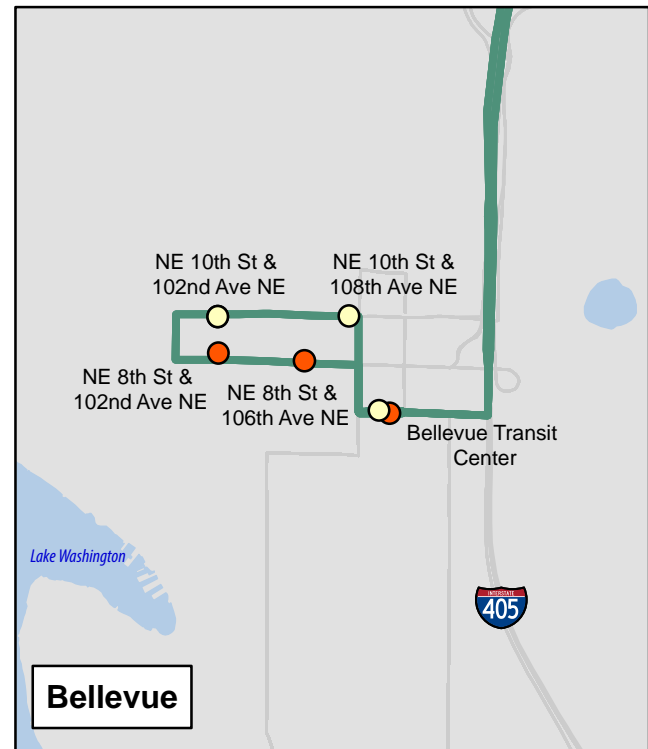 NE 10th St &
102nd Ave NE
NE 10th St &
108th Ave NE
NE 8th St &
102nd Ave NE
NE 8th St &
106th Ave NE
Bellevue Transit
Center
Lake Washington
INTERSTATE
405
Bellevue